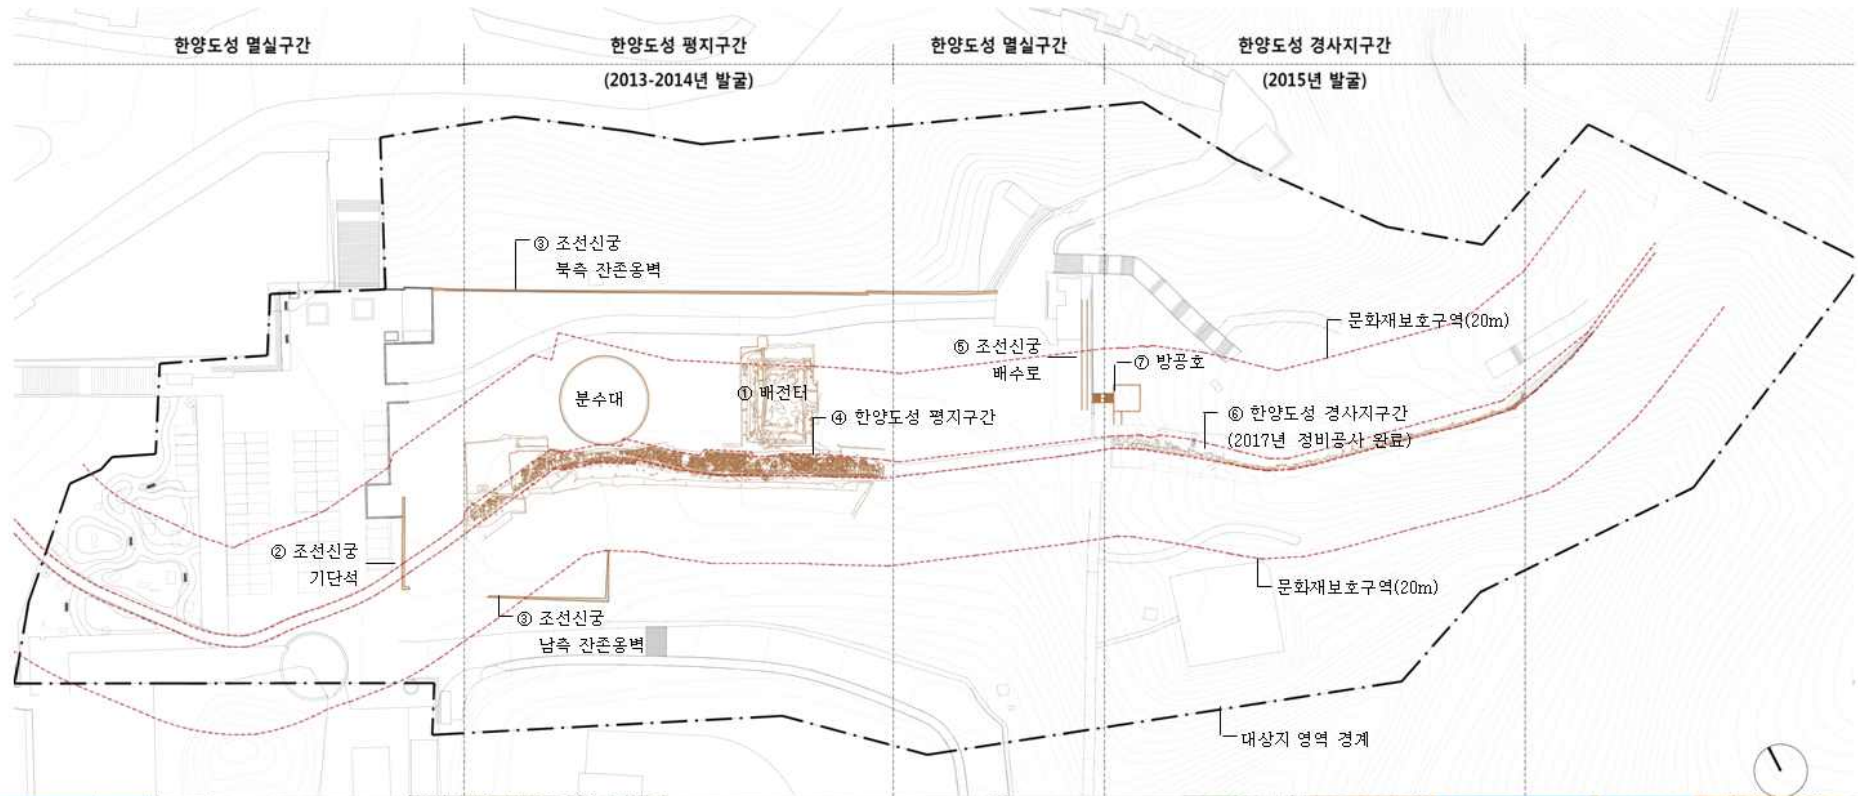 한양도성 멸실구간
한양도성 평지구간
(2013-2014년 발굴)
한양도성 멸실구간
한양도성 경사지구간
(2015년 발굴)
③ 조선신궁
북측 잔존옹벽
문화재보호구역(20m)
⑤ 조선신궁
배수로
⑦ 방공호
분수대
① 배전터
④ 한양도성 평지구간
⑥ 한양도성 경사지구간
(2017년 정비공사 완료)
② 조선신궁
기단석
문화재보호구역(20m)
③ 조선신궁
남측 잔존옹벽
대상지 영역 경계